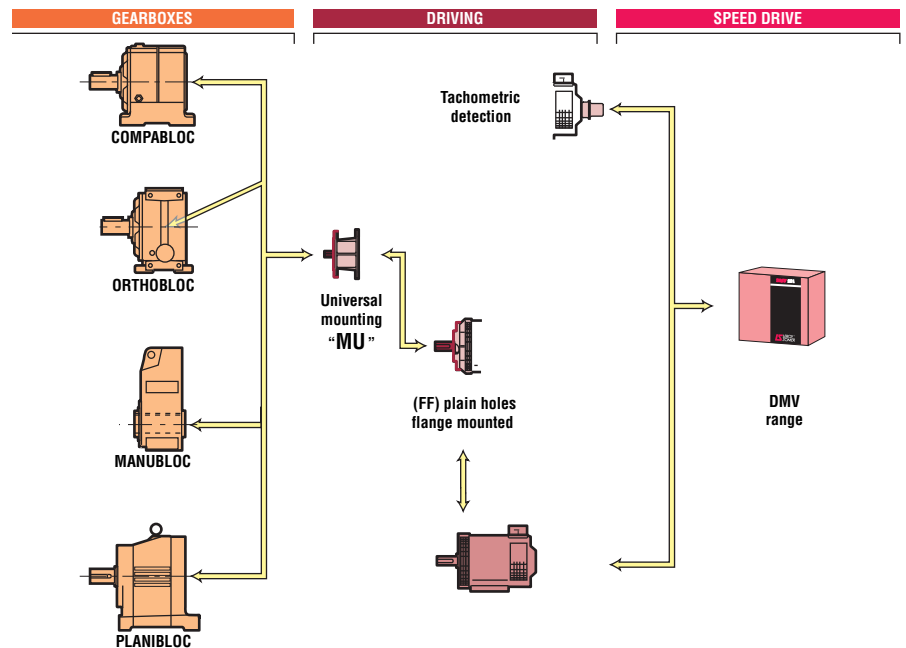 GEARBOXES
DRIVING
SPEED DRIVE
COMPABLOC
ORTHOBLOC
MANUBLOC
PLANIBLOC
Tachometric
detection
Universal
mounting
“MU”
(FF) plain holes
flange mounted
DMV
range